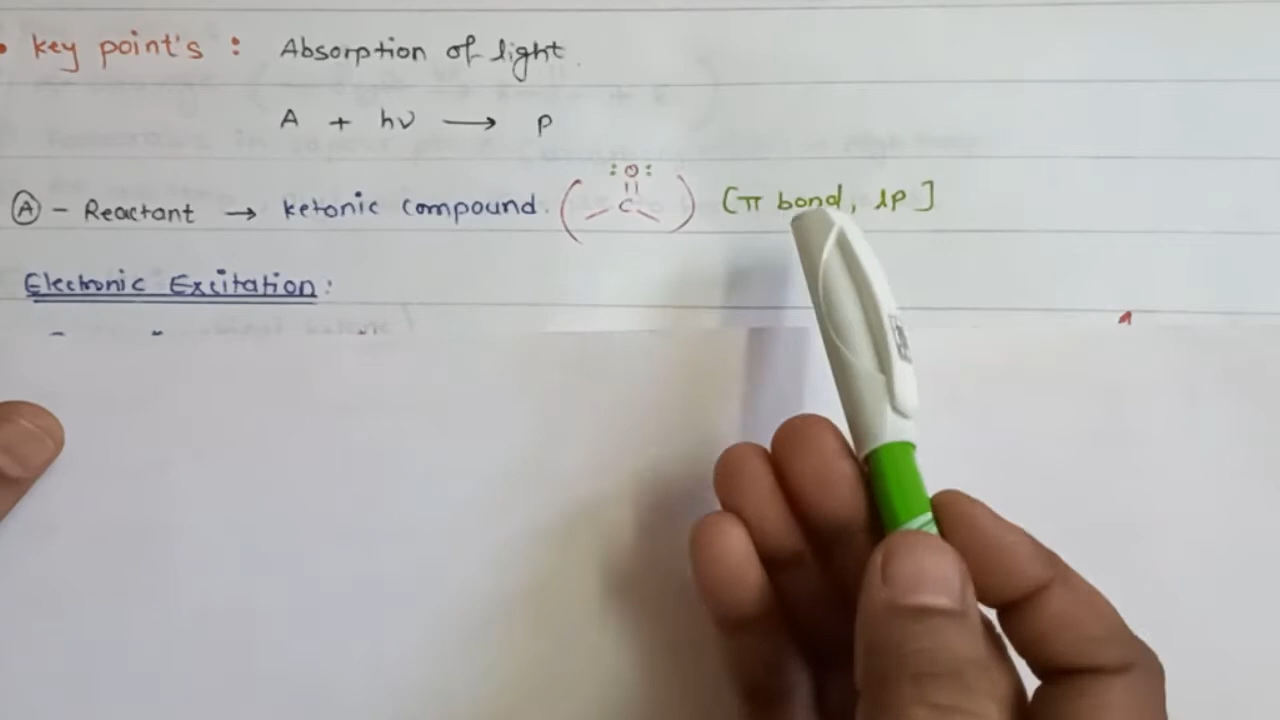 • key point's : Absorption of light.
A + hν ⟶ p
Ⓐ - Reactant → ketonic compound. ( :O: || C ) [π bond, lp]
Electronic Excitation :